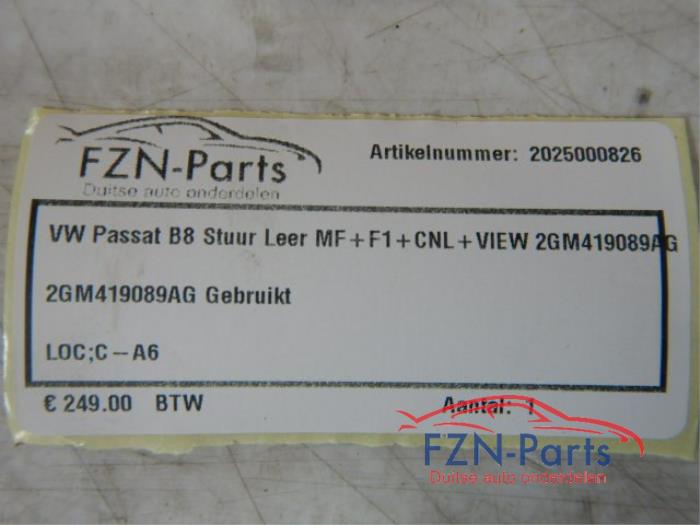 FZN-Parts
Duitse auto onderdelen
Artikelnummer: 2025000826
VW Passat B8 Stuur Leer MF+F1+CNL+VIEW 2GM419089AG
2GM419089AG Gebruikt
LOC;C-A6
€ 249.00 BTW
Aantal: 1
FZN-Parts
Duitse auto onderdelen